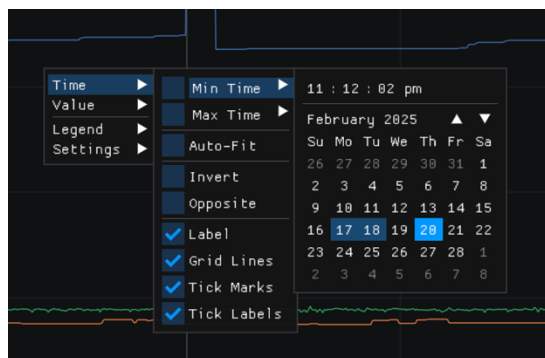 Time
Value
Legend
Settings
Min Time
Max Time
Auto-Fit
Invert
Opposite
Label
Grid Lines
Tick Marks
Tick Labels
11 : 12 : 02 pm
February 2025
Su Mo Tu We Th Fr Sa
26 27 28 29 30 31 1
2 3 4 5 6 7 8
9 10 11 12 13 14 15
16 17 18 19 20 21 22
23 24 25 26 27 28 1
2 3 4 5 6 7 8